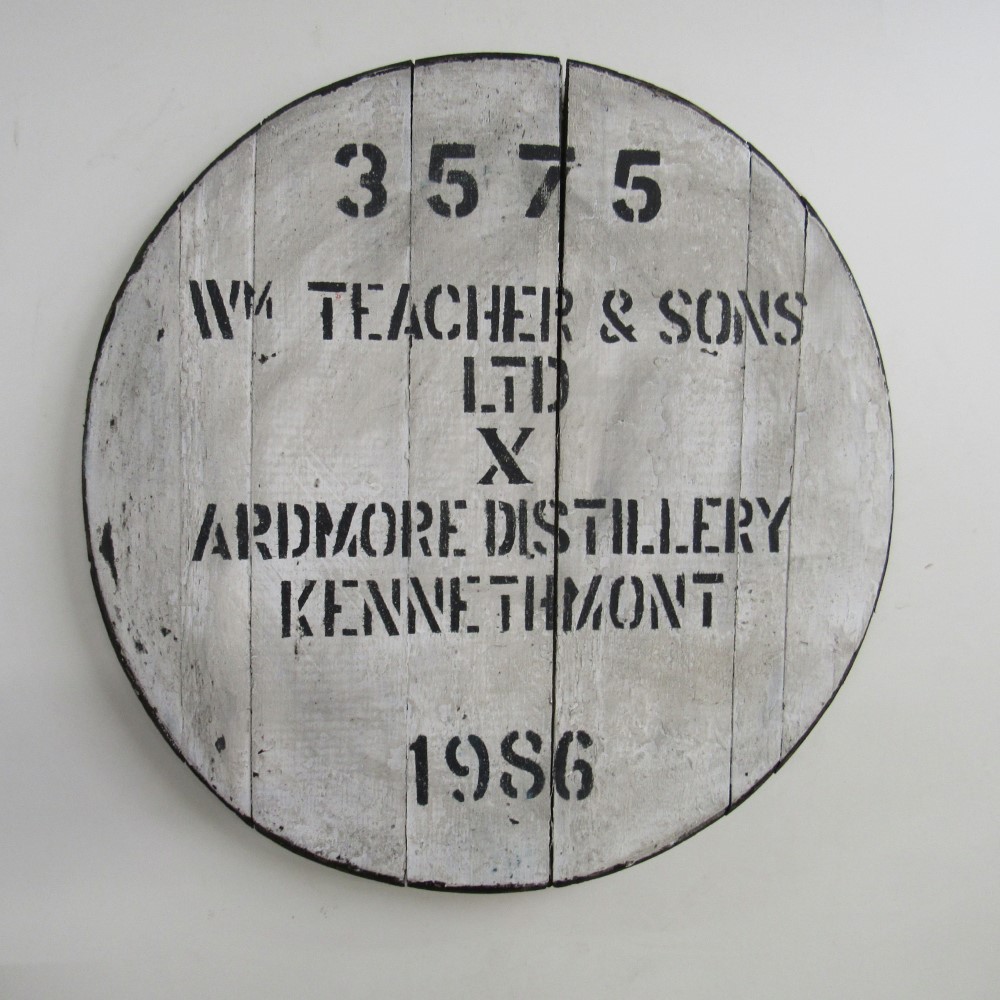 3575
WM TEACHER & SONS
LTD
X
ARDMORE DISTILLERY
KENNETHMONT
1986